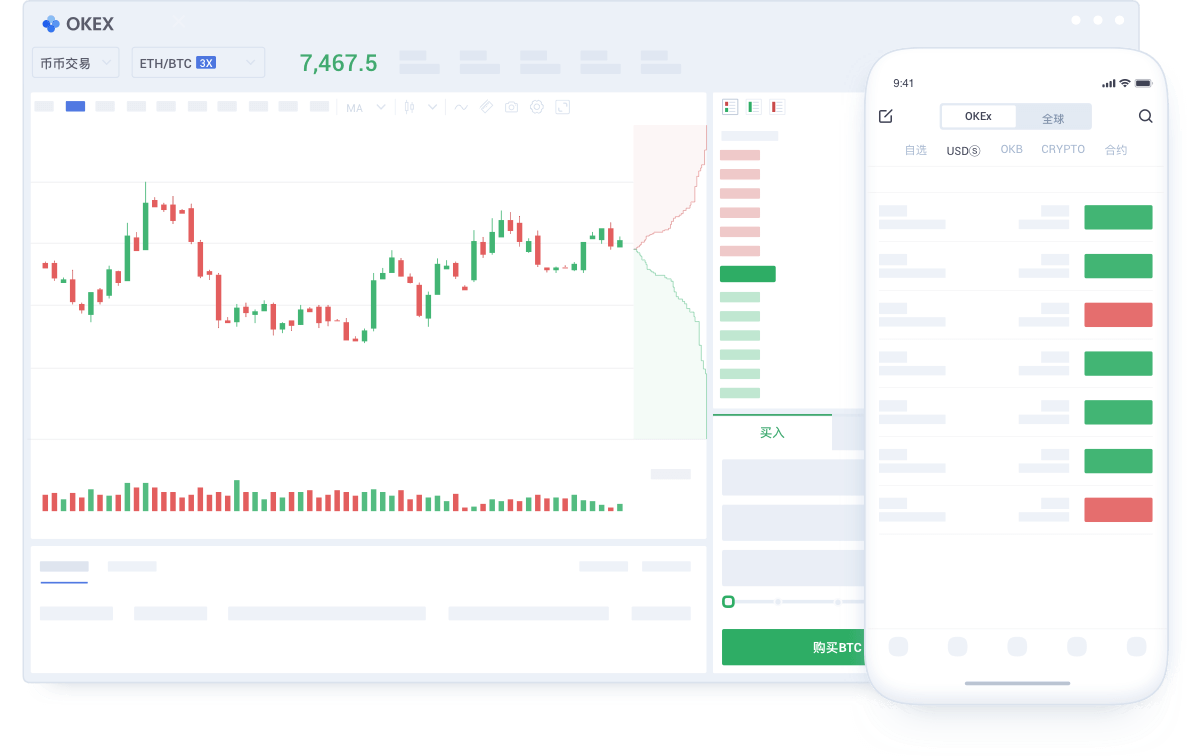 OKEX
币币交易
ETH/BTC 3X
7,467.5
MA
买入
购买BTC
9:41
OKEx
全球
自选
USDⓈ
OKB
CRYPTO
合约